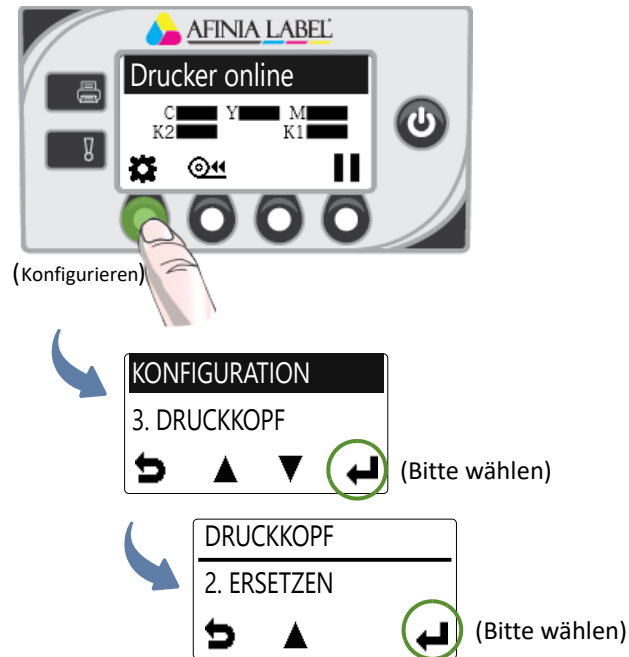 AFINIA LABEL
Drucker online
C Y M
K2 K1
(Konfigurieren)
KONFIGURATION
3. DRUCKKOPF
(Bitte wählen)
DRUCKKOPF
2. ERSETZEN
(Bitte wählen)